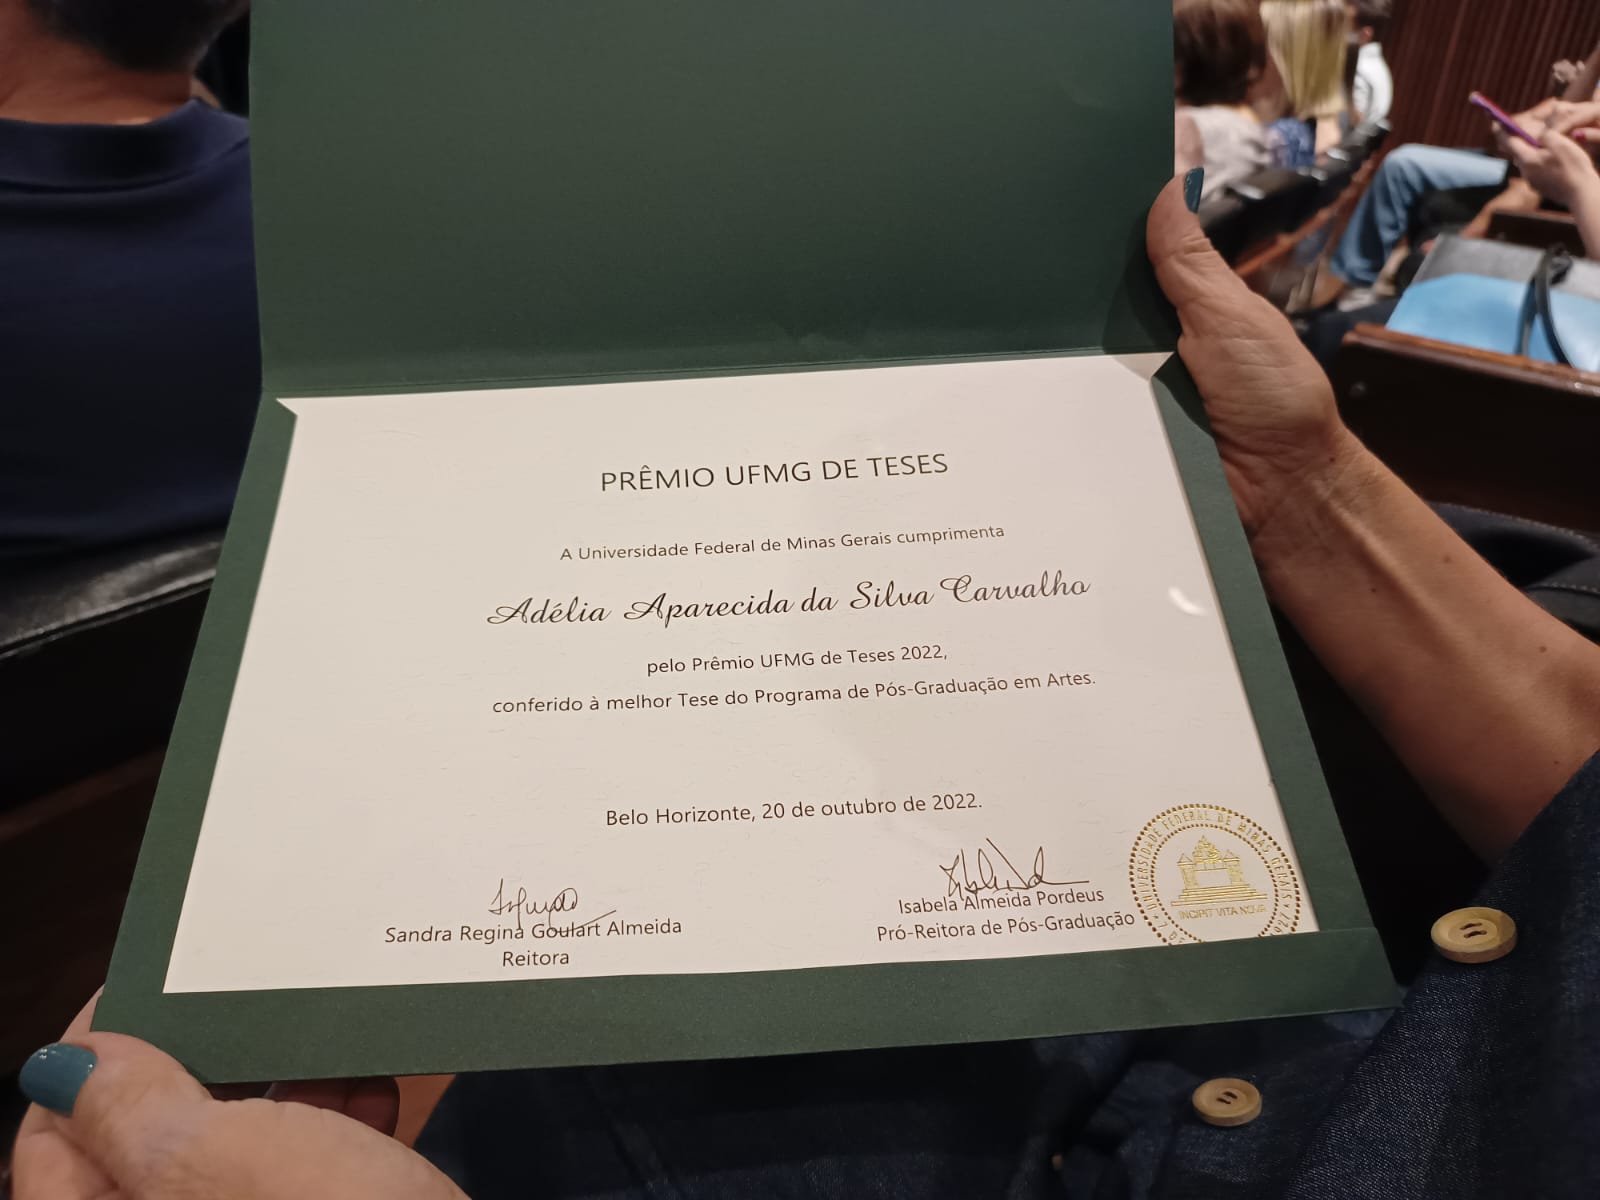 PRÊMIO UFMG DE TESES
A Universidade Federal de Minas Gerais cumprimenta
Adélia Aparecida da Silva Carvalho
pelo Prêmio UFMG de Teses 2022,
conferido à melhor Tese do Programa de Pós-Graduação em Artes.
Belo Horizonte, 20 de outubro de 2022.
Sandra Regina Goulart Almeida
Reitora
Isabela Almeida Pordeus
Pró-Reitora de Pós-Graduação
UNIVERSIDADE FEDERAL DE MINAS GERAIS
INCIPIT VITA NOVA